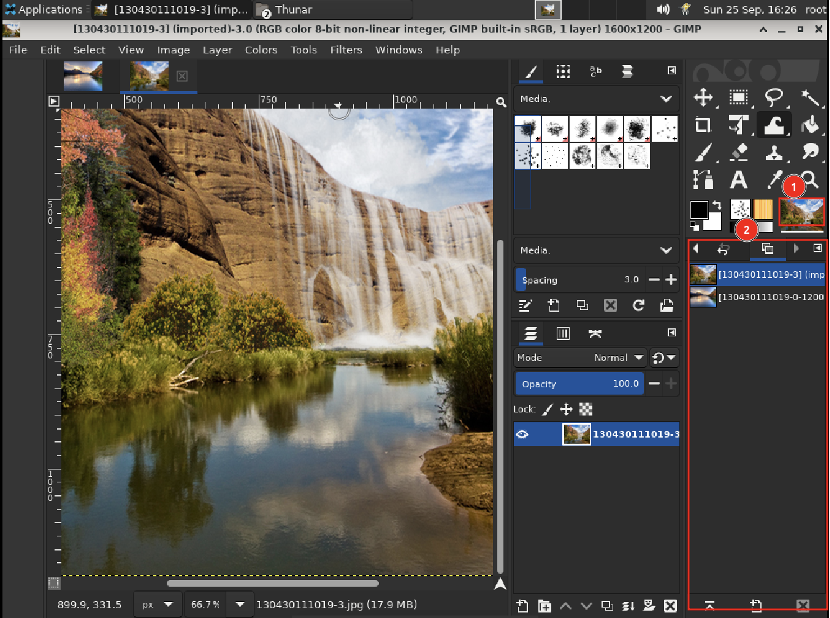 Applications
[130430111019-3] (imp...
Thunar
2
Sun 25 Sep, 16:26
root
[130430111019-3] (imported)-3.0 (RGB color 8-bit non-linear integer, GIMP built-in sRGB, 1 layer) 1600x1200 – GIMP
File Edit Select View Image Layer Colors Tools Filters Windows Help
500 750 1000
500
750
1000
Media.
Media.
Spacing 3.0
Mode Normal
Opacity 100.0
Lock:
130430111019-3
1
2
[130430111019-3] (imp
[130430111019-0-1200
899.9, 331.5 px 66.7% 130430111019-3.jpg (17.9 MB)